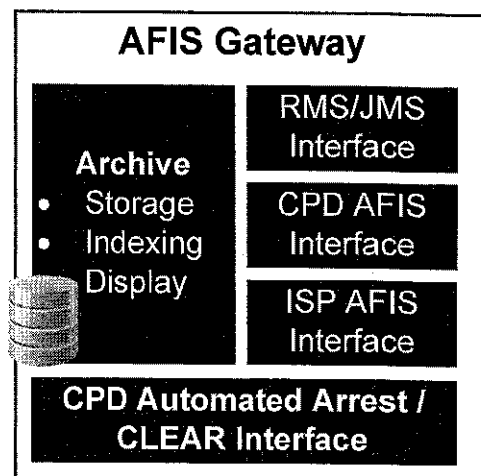 AFIS Gateway
Archive
• Storage
• Indexing
Display
RMS/JMS
Interface
CPD AFIS
Interface
ISP AFIS
Interface
CPD Automated Arrest /
CLEAR Interface